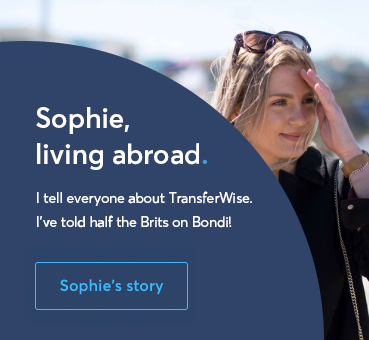 Sophie,
living abroad.
I tell everyone about TransferWise.
I've told half the Brits on Bondi!
Sophie's story